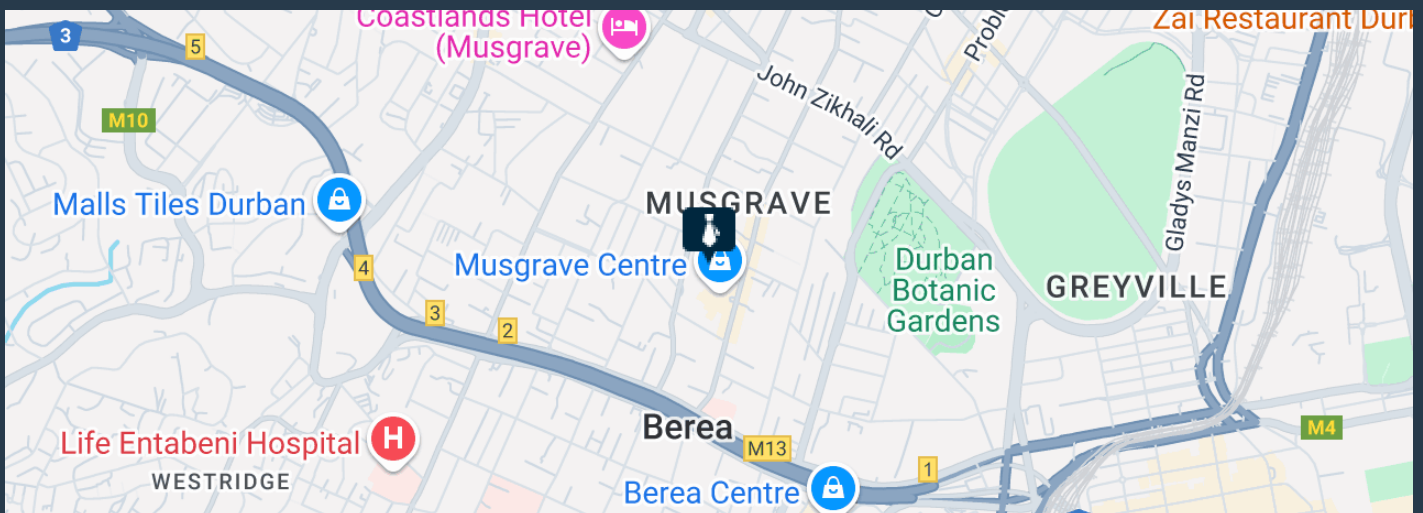 Coastlands Hotel
(Musgrave)
Zai Restaurant
3
5
M10
John Zikhali Rd
Gladys Manzi Rd
Malls Tiles Durban
MUSGRAVE
Musgrave Centre
Durban
Botanic
Gardens
GREYVILLE
4
3
2
Berea
M13
M4
Life Entabeni Hospital
H
WESTRIDGE
1
Berea Centre